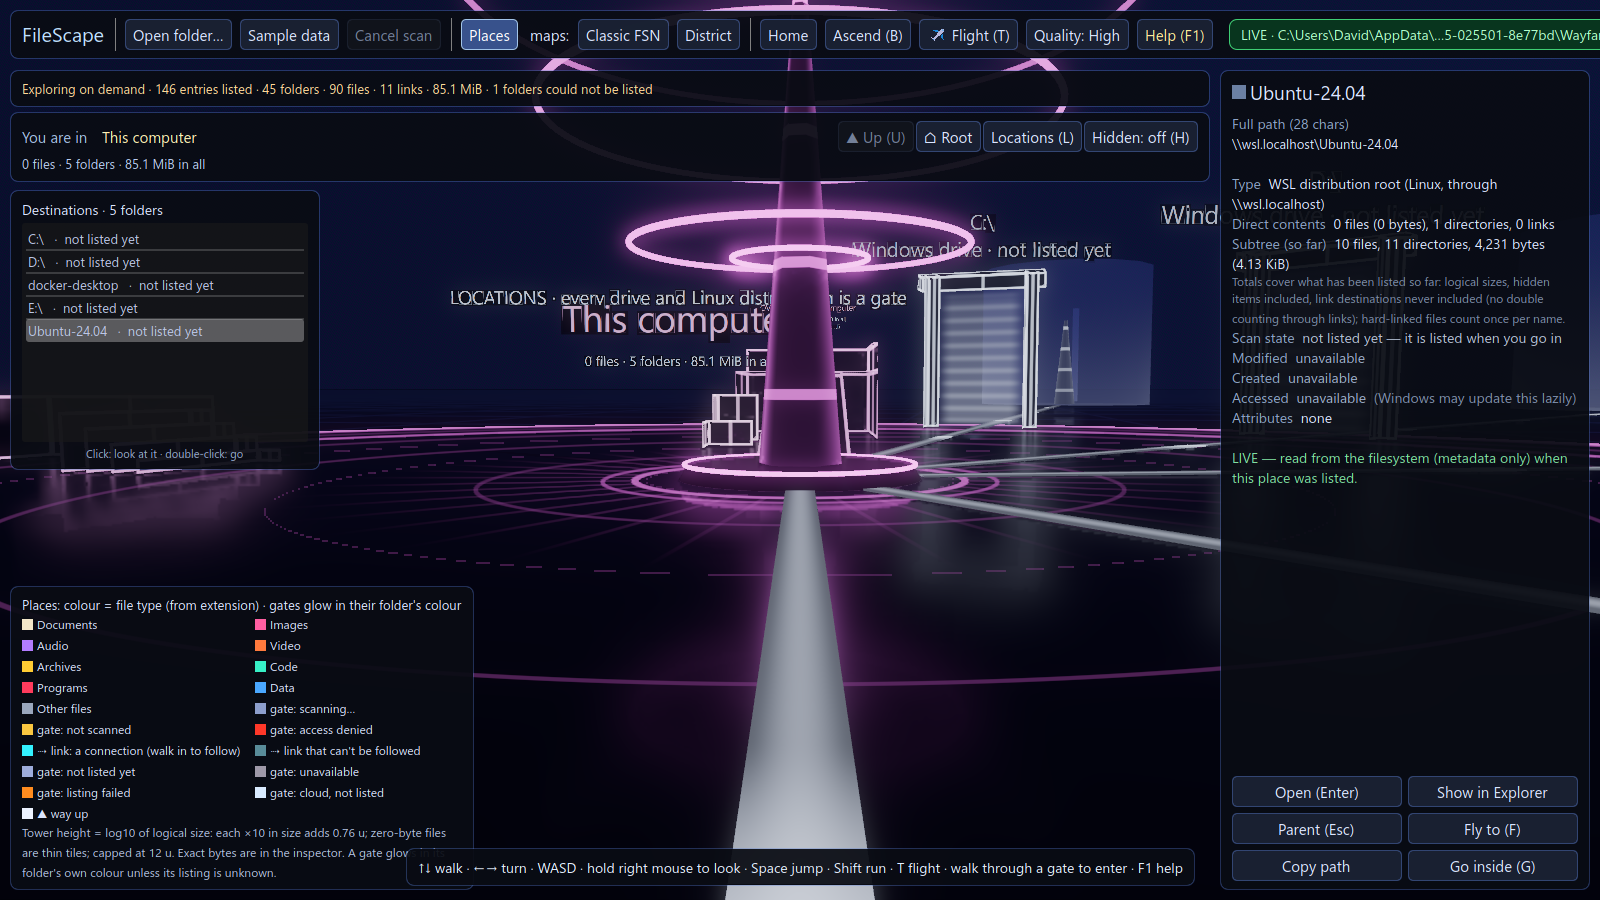 FileScape
Open folder...
Sample data
Cancel scan
Places
maps:
Classic FSN
District
Home
Ascend (B)
Flight (T)
Quality: High
Help (F1)
LIVE · C:\Users\David\AppData\...5-025501-8e77bd\Wayfar
Exploring on demand · 146 entries listed · 45 folders · 90 files · 11 links · 85.1 MiB · 1 folders could not be listed
You are in This computer
▲ Up (U)
Root
Locations (L)
Hidden: off (H)
0 files · 5 folders · 85.1 MiB in all
Destinations · 5 folders
C:\ · not listed yet
D:\ · not listed yet
docker-desktop · not listed yet
E:\ · not listed yet
Ubuntu-24.04 · not listed yet
Click: look at it · double-click: go
C:\
Windows drive · not listed yet
LOCATIONS · every drive and Linux distr n is a gate
This compute
0 files · 5 folders · 85.1 MiB in a
Ubuntu-24.04
Full path (28 chars)
\\wsl.localhost\Ubuntu-24.04
Type WSL distribution root (Linux, through
\\wsl.localhost)
Direct contents 0 files (0 bytes), 1 directories, 0 links
Subtree (so far) 10 files, 11 directories, 4,231 bytes
(4.13 KiB)
Totals cover what has been listed so far: logical sizes, hidden
items included, link destinations never included (no double
counting through links); hard-linked files count once per name.
Scan state not listed yet — it is listed when you go in
Modified unavailable
Created unavailable
Accessed unavailable (Windows may update this lazily)
Attributes none
LIVE — read from the filesystem (metadata only) when
this place was listed.
Open (Enter)
Show in Explorer
Parent (Esc)
Fly to (F)
Copy path
Go inside (G)
Places: colour = file type (from extension) · gates glow in their folder's colour
Documents
Images
Audio
Video
Archives
Code
Programs
Data
Other files
gate: scanning...
gate: not scanned
gate: access denied
⇢ link: a connection (walk in to follow)
⇢ link that can't be followed
gate: not listed yet
gate: unavailable
gate: listing failed
gate: cloud, not listed
▲ way up
Tower height = log10 of logical size: each ×10 in size adds 0.76 u; zero-byte files
are thin tiles; capped at 12 u. Exact bytes are in the inspector. A gate glows in its
folder's own colour unless its listing is unknown.
↑↓ walk · ←→ turn · WASD · hold right mouse to look · Space jump · Shift run · T flight · walk through a gate to enter · F1 help